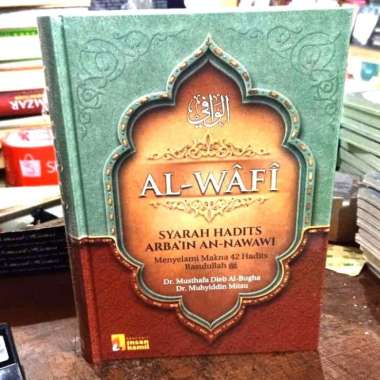 الوافي
AL-WÂFÎ
SYARAH HADITS
ARBA'IN AN-NAWAWI
Menyelami Makna 42 Hadits
Rasulullah ﷺ
Dr. Musthafa Dieb Al-Bugha
Dr. Muhyiddin Mistu
insan
kamil